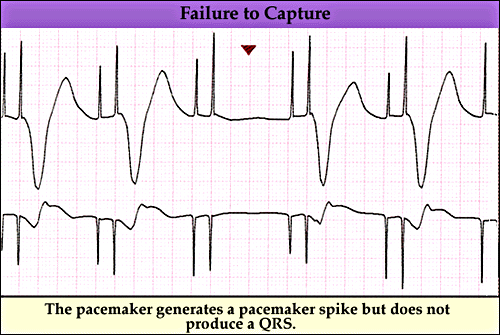 Failure to Capture
The pacemaker generates a pacemaker spike but does not
produce a QRS.